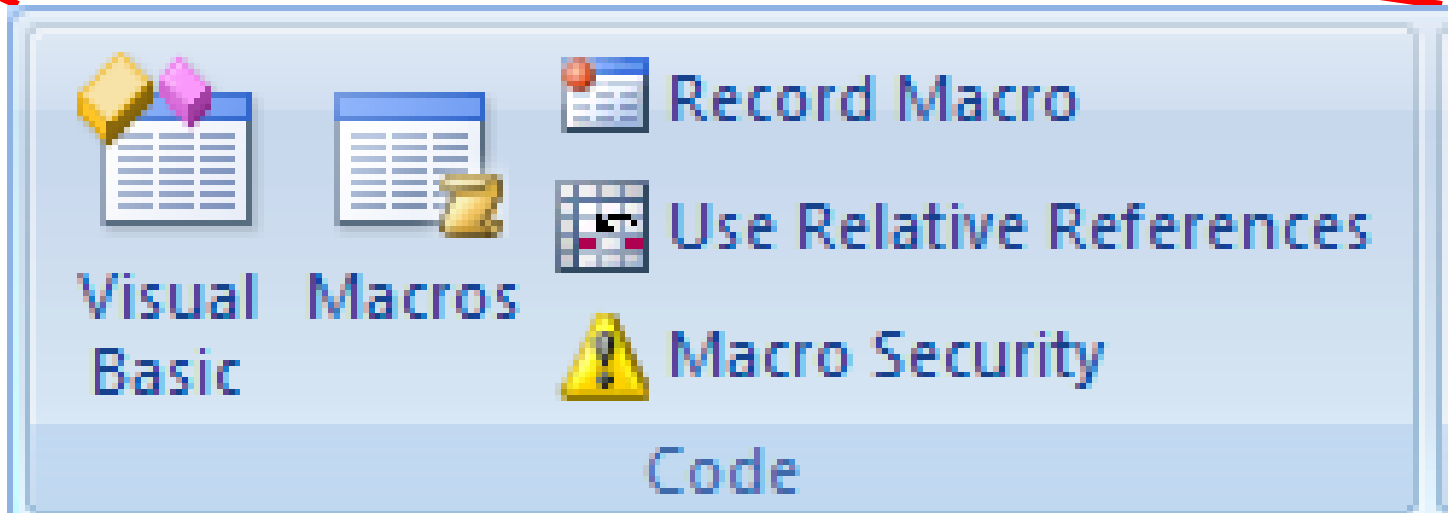 Visual
Basic
Macros
Record Macro
Use Relative References
Macro Security
Code